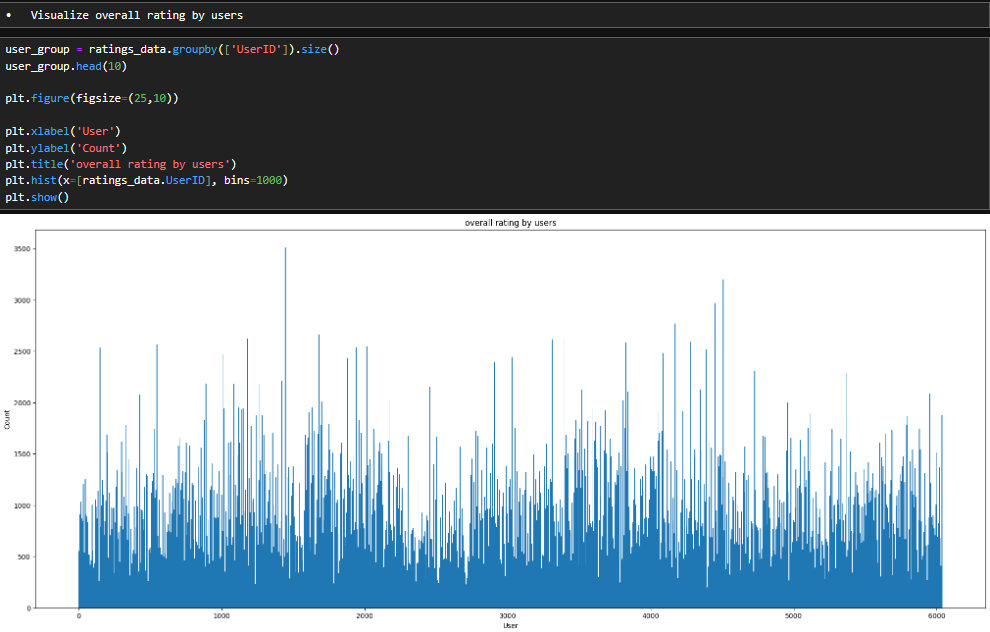 • Visualize overall rating by users
user_group = ratings_data.groupby(['UserID']).size()
user_group.head(10)
plt.figure(figsize=(25,10))
plt.xlabel('User')
plt.ylabel('Count')
plt.title('overall rating by users')
plt.hist(x=[ratings_data.UserID], bins=1000)
plt.show()
overall rating by users
3500
3000
2500
2000
1500
1000
500
0
Count
0 1000 2000 3000 4000 5000 6000
User